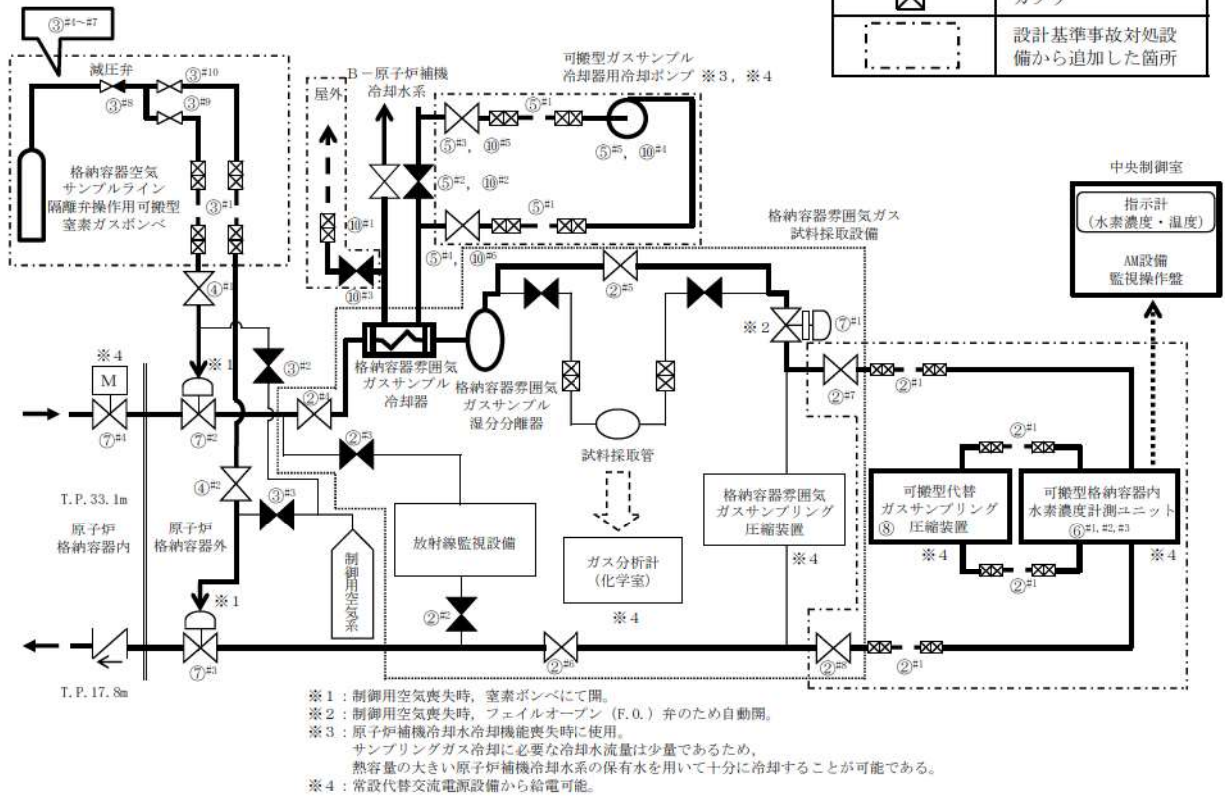 カプラ
設計基準事故対処設
備から追加した箇所
③#4~#7
減圧弁
③#8
③#10
③#9
格納容器空気
サンプルライン
隔離弁操作用可搬型
窒素ガスボンベ
③#1
屋外
B-原子炉補機
冷却水系
可搬型ガスサンプル
冷却器用冷却ポンプ ※3, ※4
⑤#1
⑤#3, ⑩#5
⑤#5, ⑩#4
⑤#2, ⑩#2
⑤#1
⑤#4, ⑩#6
⑩#1
⑩#3
格納容器雰囲気ガス
試料採取設備
中央制御室
指示計
(水素濃度・温度)
AM設備
監視操作盤
④#1
※1
③#2
※4
M
⑦#4
⑦#2
②#4
②#3
格納容器雰囲気
ガスサンプル
冷却器
格納容器雰囲気
ガスサンプル
湿分分離器
②#5
※2
⑦#1
②#7
②#1
試料採取管
ガス分析計
(化学室)
※4
格納容器雰囲気
ガスサンプリング
圧縮装置
※4
②#1
可搬型代替
ガスサンプリング
圧縮装置
⑧
※4
可搬型格納容器内
水素濃度計測ユニット
⑥#1,#2,#3
※4
②#1
T.P.33.1m
原子炉
格納容器内
原子炉
格納容器外
④#2
③#3
制御用空気系
放射線監視設備
②#2
※1
⑦#3
②#6
②#8
②#1
T.P.17.8m
※1：制御用空気喪失時，窒素ボンベにて開。
※2：制御用空気喪失時，フェイルオープン（F.O.）弁のため自動開。
※3：原子炉補機冷却水冷却機能喪失時に使用。
サンプリングガス冷却に必要な冷却水流量は少量であるため，
熱容量の大きい原子炉補機冷却水系の保有水を用いて十分に冷却することが可能である。
※4：常設代替交流電源設備から給電可能。